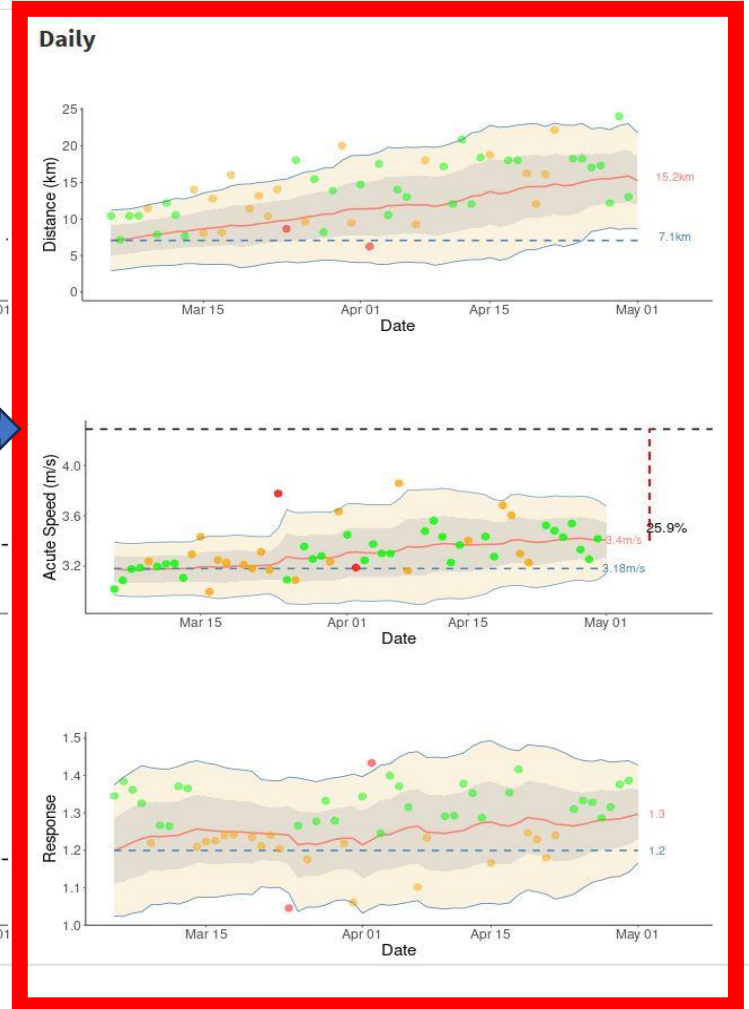 Daily
25
20
15
10
5
0
Distance (km)
15.2km
7.1km
Mar 15 Apr 01 Apr 15 May 01
Date
4.0
3.6
3.2
Acute Speed (m/s)
25.9%
3.4m/s
3.18m/s
Mar 15 Apr 01 Apr 15 May 01
Date
1.5
1.4
1.3
1.2
1.1
1.0
Response
1.3
1.2
Mar 15 Apr 01 Apr 15 May 01
Date